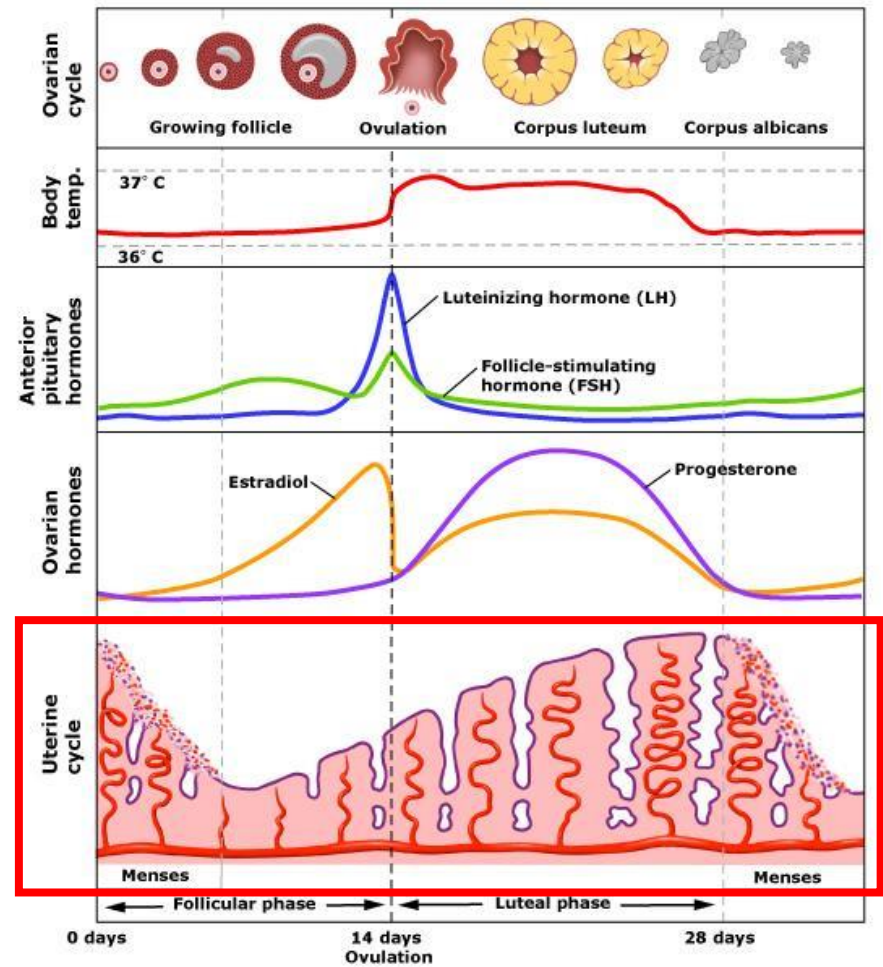 Ovarian
cycle
Growing follicle
Ovulation
Corpus luteum
Corpus albicans
Body
temp.
37° C
36° C
Anterior
pituitary
hormones
Luteinizing hormone (LH)
Follicle-stimulating
hormone (FSH)
Ovarian
hormones
Estradiol
Progesterone
Uterine
cycle
Menses
Menses
Follicular phase
Luteal phase
0 days
14 days
Ovulation
28 days